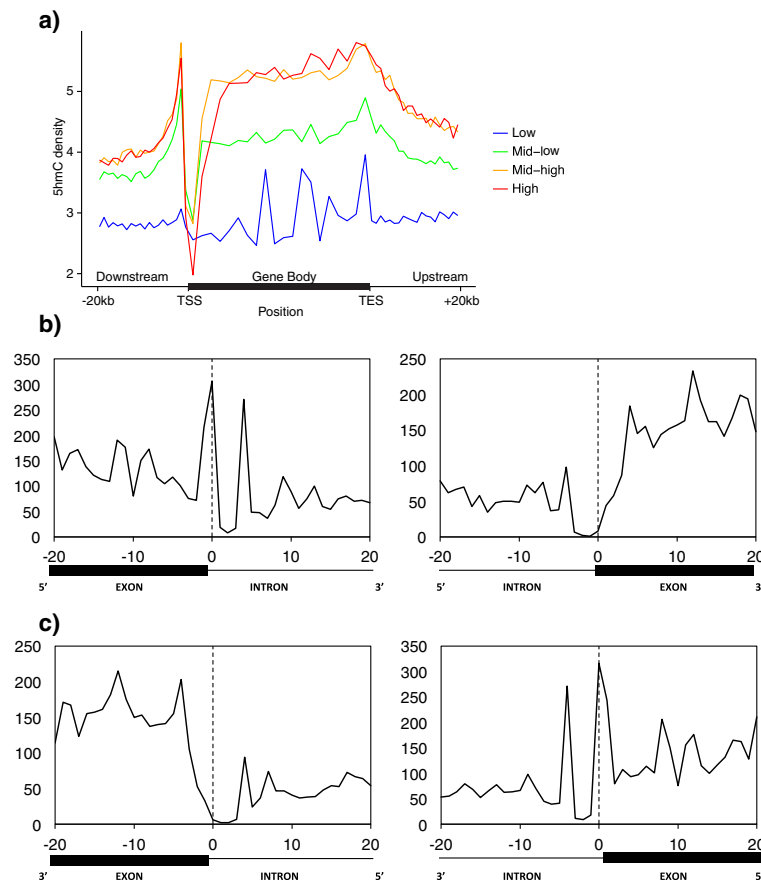 a)
5hmC density
5
4
3
2
Low
Mid−low
Mid−high
High
Downstream Gene Body Upstream
-20kb TSS TES +20kb
Position
b)
350
300
250
200
150
100
50
0
-20 -10 0 10 20
5’ EXON INTRON 3’
250
200
150
100
50
0
-20 -10 0 10 20
5’ INTRON EXON 3’
c)
250
200
150
100
50
0
-20 -10 0 10 20
3’ EXON INTRON 5’
350
300
250
200
150
100
50
0
-20 -10 0 10 20
3’ INTRON EXON 5’